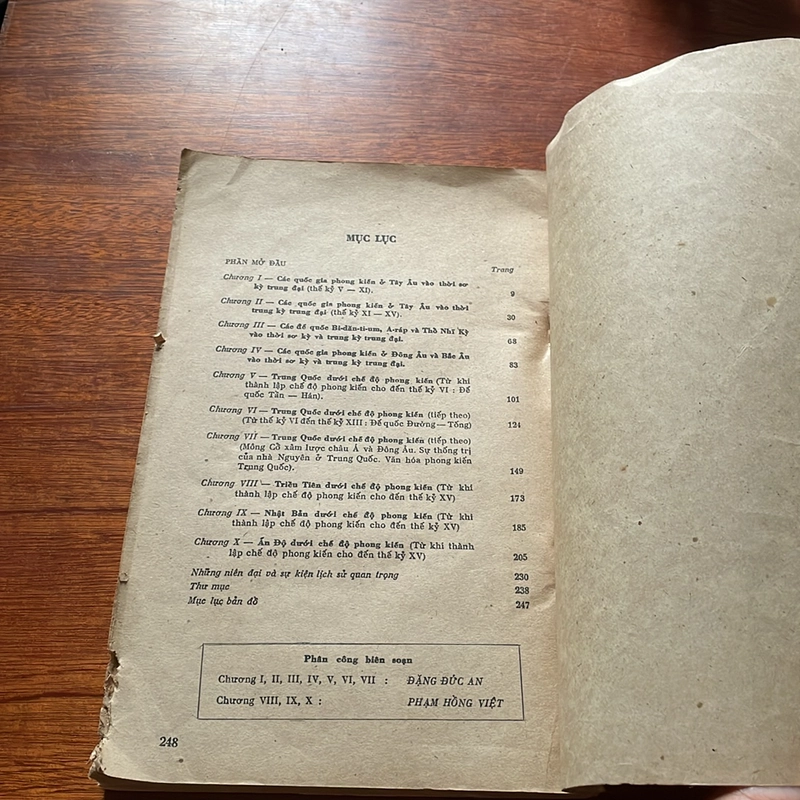 MỤC LỤC
PHẦN MỞ ĐẦU
Trang
Chương I — Các quốc gia phong kiến ở Tây Âu vào thời sơ
kỳ trung đại (thế kỷ V — XI).
9
Chương II — Các quốc gia phong kiến ở Tây Âu vào thời
trung kỳ trung đại (thế kỷ XI — XV).
30
Chương III — Các đế quốc Bi-dăn-ti-um, A-ráp và Thổ Nhĩ Kỳ
vào thời sơ kỳ và trung kỳ trung đại.
68
Chương IV — Các quốc gia phong kiến ở Đông Âu và Bắc Âu
vào thời sơ kỳ và trung kỳ trung đại.
83
Chương V — Trung Quốc dưới chế độ phong kiến (Từ khi
thành lập chế độ phong kiến cho đến thế kỷ VI : Đế
quốc Tần — Hán).
101
Chương VI — Trung Quốc dưới chế độ phong kiến (tiếp theo)
(Từ thế kỷ VI đến thế kỷ XIII : Đế quốc Đường — Tống)
124
Chương VII — Trung Quốc dưới chế độ phong kiến (tiếp theo)
(Mông Cổ xâm lược châu Á và Đông Âu. Sự thống trị
của nhà Nguyên ở Trung Quốc. Văn hóa phong kiến
Trung Quốc).
149
Chương VIII — Triều Tiên dưới chế độ phong kiến (Từ khi
thành lập chế độ phong kiến cho đến thế kỷ XV)
173
Chương IX — Nhật Bản dưới chế độ phong kiến (Từ khi
thành lập chế độ phong kiến cho đến thế kỷ XV)
185
Chương X — Ấn Độ dưới chế độ phong kiến (Từ khi thành
lập chế độ phong kiến cho đến thế kỷ XV)
205
Những niên đại và sự kiện lịch sử quan trọng 230
Thư mục 238
Mục lục bản đồ 247
Phân công biên soạn
Chương I, II, III, IV, V, VI, VII : ĐẶNG ĐỨC AN
Chương VIII, IX, X : PHẠM HỒNG VIỆT
248